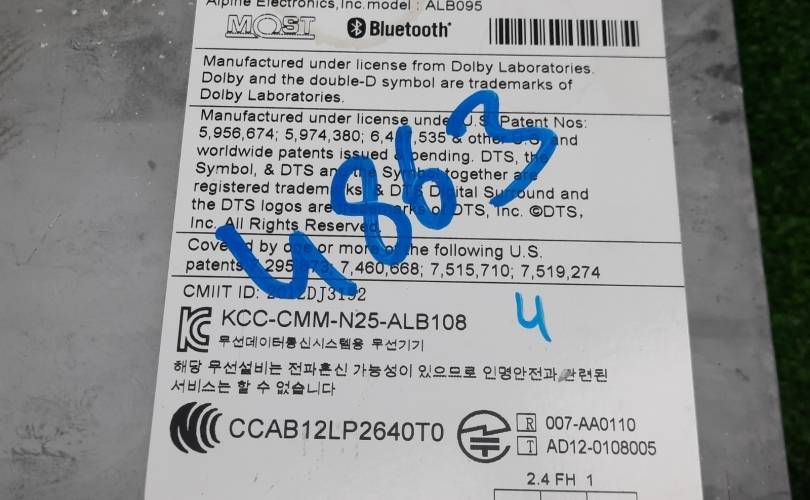 Alpine Electronics,Inc.model : ALB095
MOST Bluetooth
Manufactured under license from Dolby Laboratories.
Dolby and the double-D symbol are trademarks of
Dolby Laboratories.
Manufactured under license under U.S. Patent Nos:
5,956,674; 5,974,380; & other U.S. and
worldwide patents issued & pending. DTS, the
Symbol, & DTS and the Symbol together are
registered trademarks & DTS Digital Surround and
the DTS logos are trademarks of DTS, Inc. ©DTS,
Inc. All Rights Reserved.
4863
Covered by one or more of the following U.S.
patents 7,460,668; 7,515,710; 7,519,274
CMIIT ID:
KCC-CMM-N25-ALB108
4
무선데이터통신시스템용 무선기기
해당 무선설비는 전파혼신 가능성이 있으므로 인명안전과 관련된
서비스는 할 수 없습니다
CCAB12LP2640T0
R 007-AA0110
T AD12-0108005
2.4 FH 1